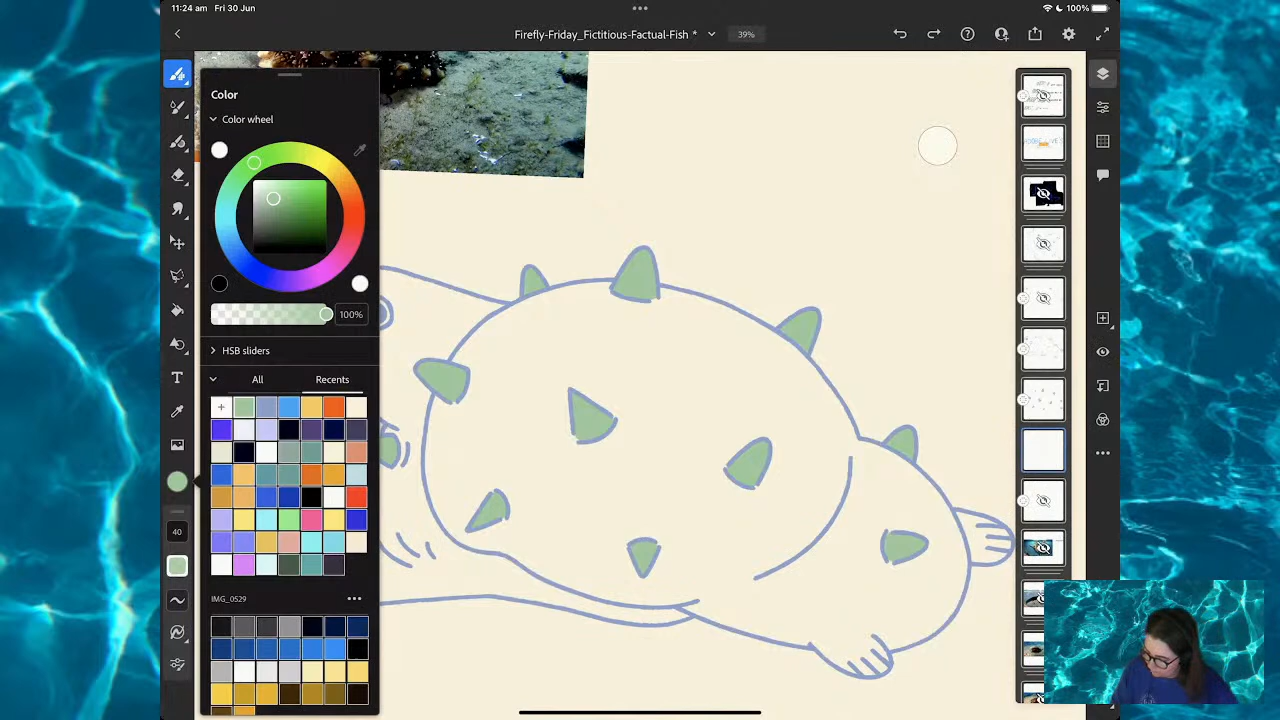 11:24 am Fri 30 Jun
100%
Firefly-Friday_Fictitious-Factual-Fish *
39%
Color
Color wheel
100%
HSB sliders
All
Recents
40
IMG_0529